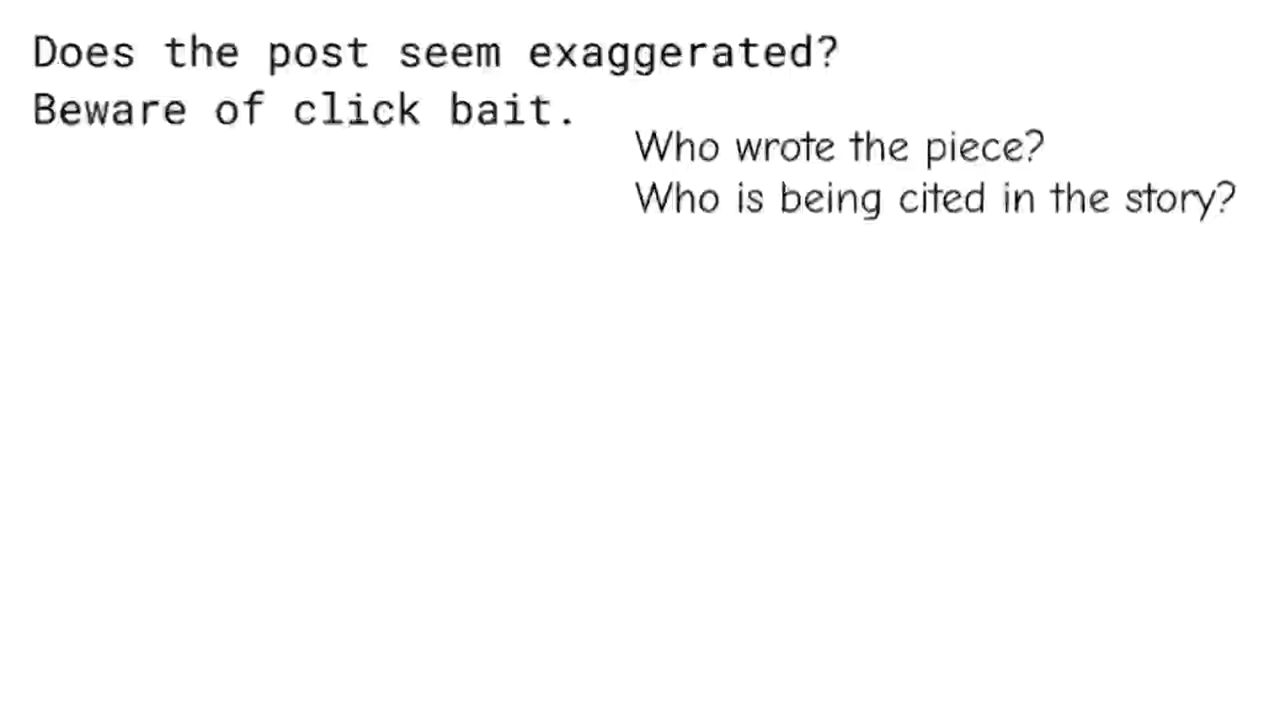 Does the post seem exaggerated?
Beware of click bait.
Who wrote the piece?
Who is being cited in the story?